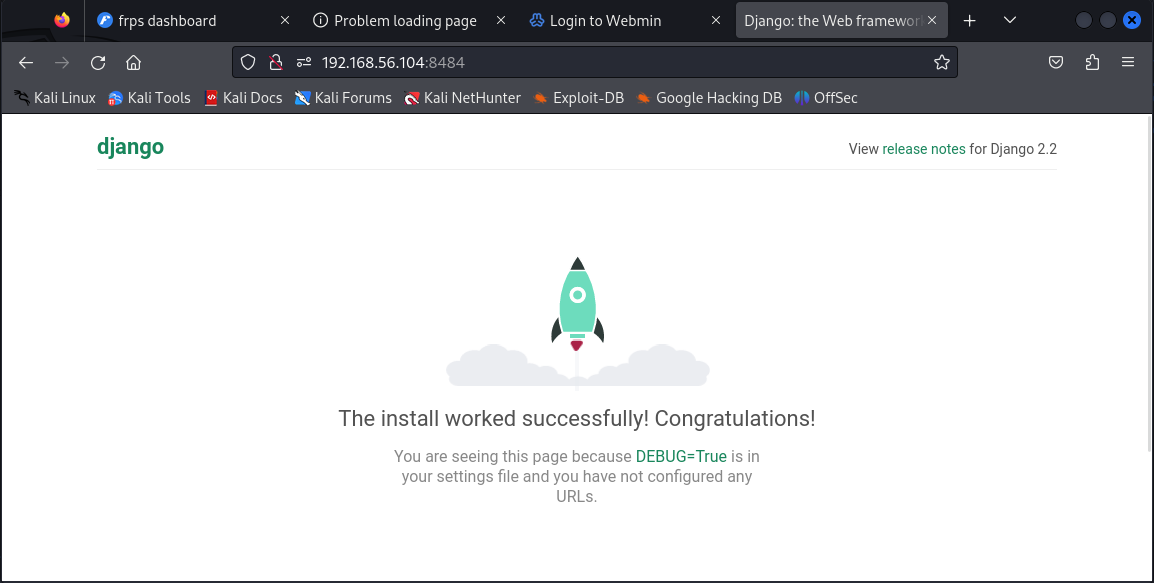 frps dashboard
Problem loading page
Login to Webmin
Django: the Web framewor
192.168.56.104:8484
Kali Linux
Kali Tools
Kali Docs
Kali Forums
Kali NetHunter
Exploit-DB
Google Hacking DB
OffSec
django
View release notes for Django 2.2
The install worked successfully! Congratulations!
You are seeing this page because DEBUG=True is in
your settings file and you have not configured any
URLs.